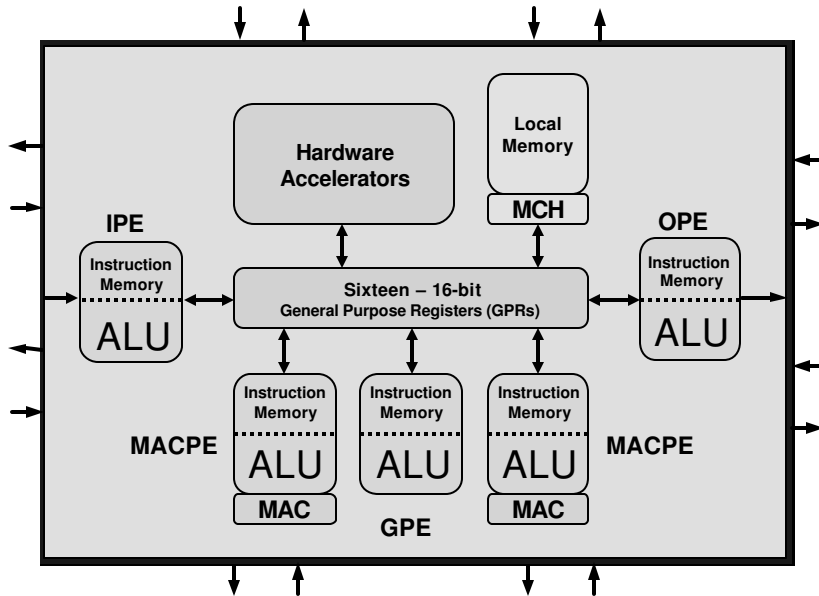 Hardware
Accelerators
Local
Memory
MCH
IPE
Instruction
Memory
ALU
Sixteen – 16-bit
General Purpose Registers (GPRs)
OPE
Instruction
Memory
ALU
MACPE
Instruction
Memory
ALU
MAC
Instruction
Memory
ALU
GPE
Instruction
Memory
ALU
MAC
MACPE